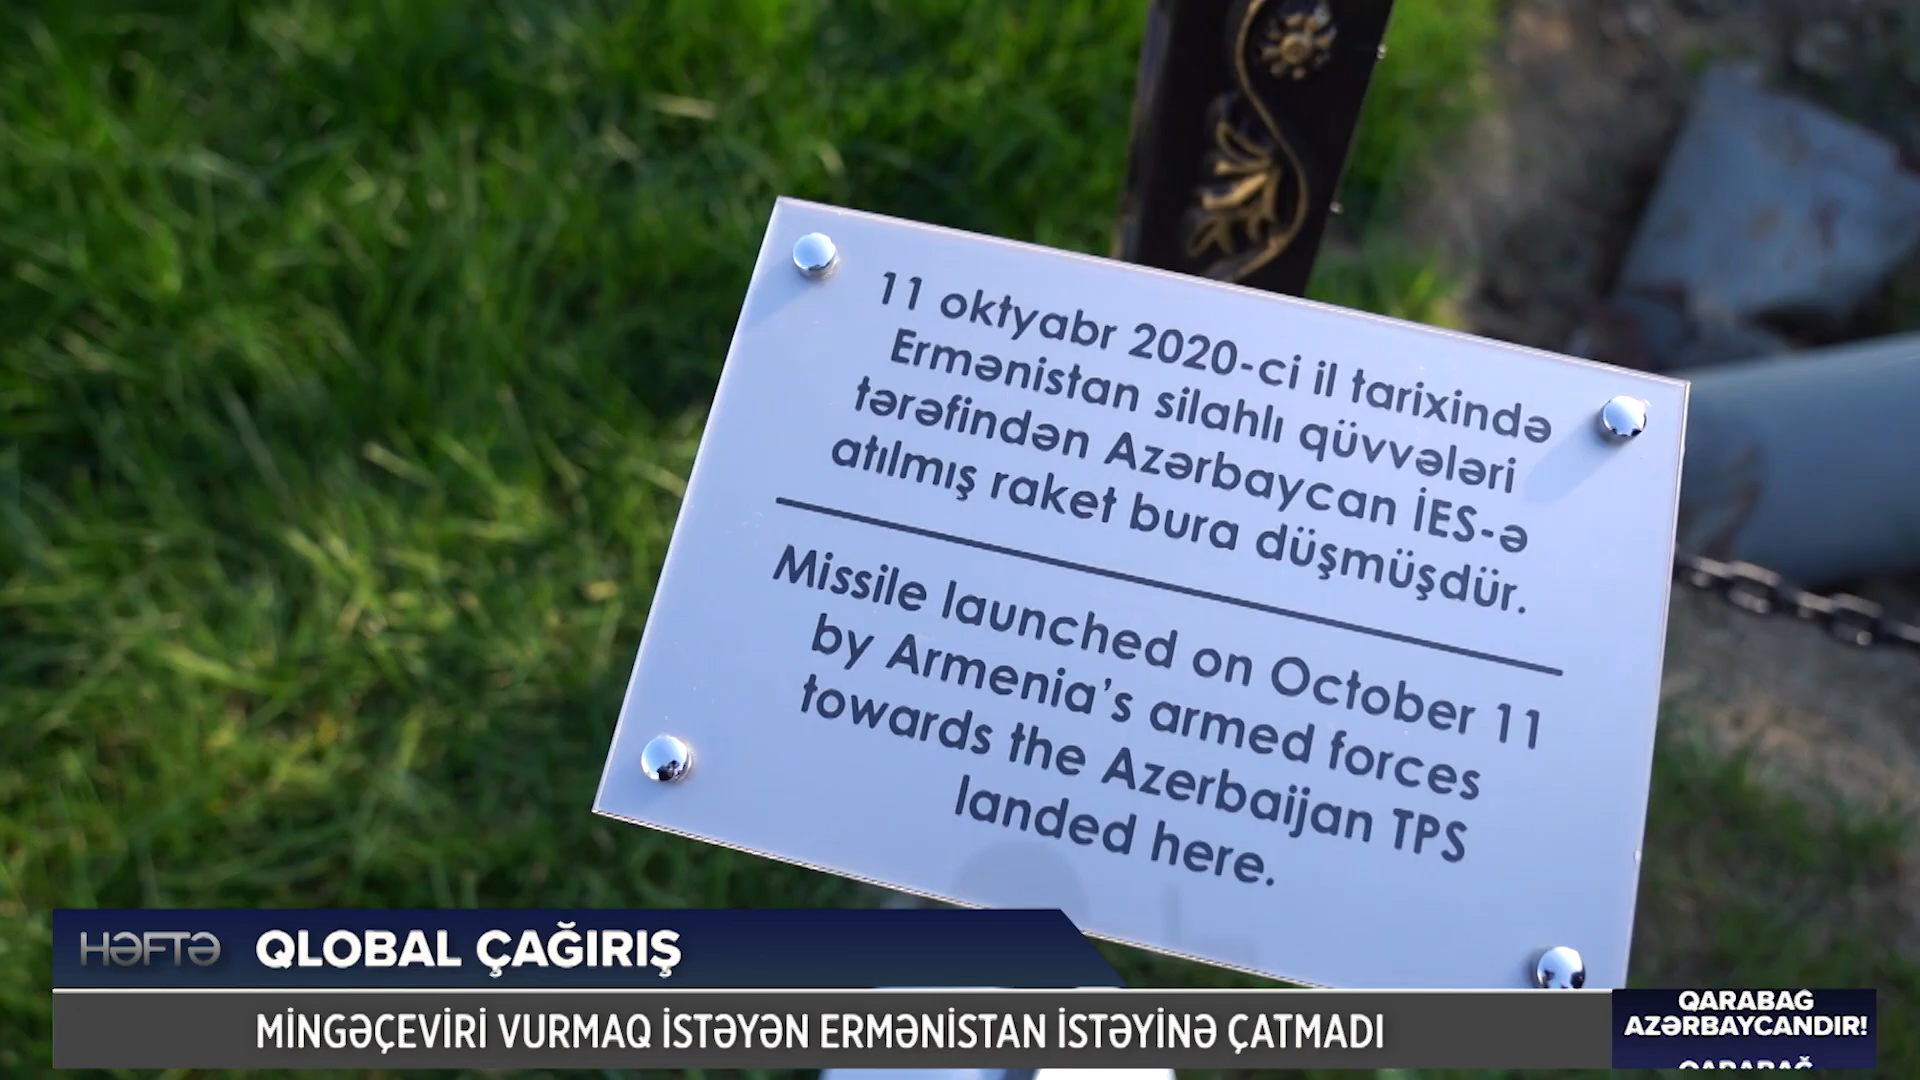 11 oktyabr 2020-ci il tarixində
Ermənistan silahlı qüvvələri
tərəfindən Azərbaycan İES-ə
atılmış raket bura düşmüşdür.
Missile launched on October 11
by Armenia's armed forces
towards the Azerbaijan TPS
landed here.
HƏFTƏ
QLOBAL ÇAĞIRIŞ
MİNGƏÇEVİRİ VURMAQ İSTƏYƏN ERMƏNİSTAN İSTƏYİNƏ ÇATMADI
QARABAĞ
AZƏRBAYCANDIR!
QARABAĞ